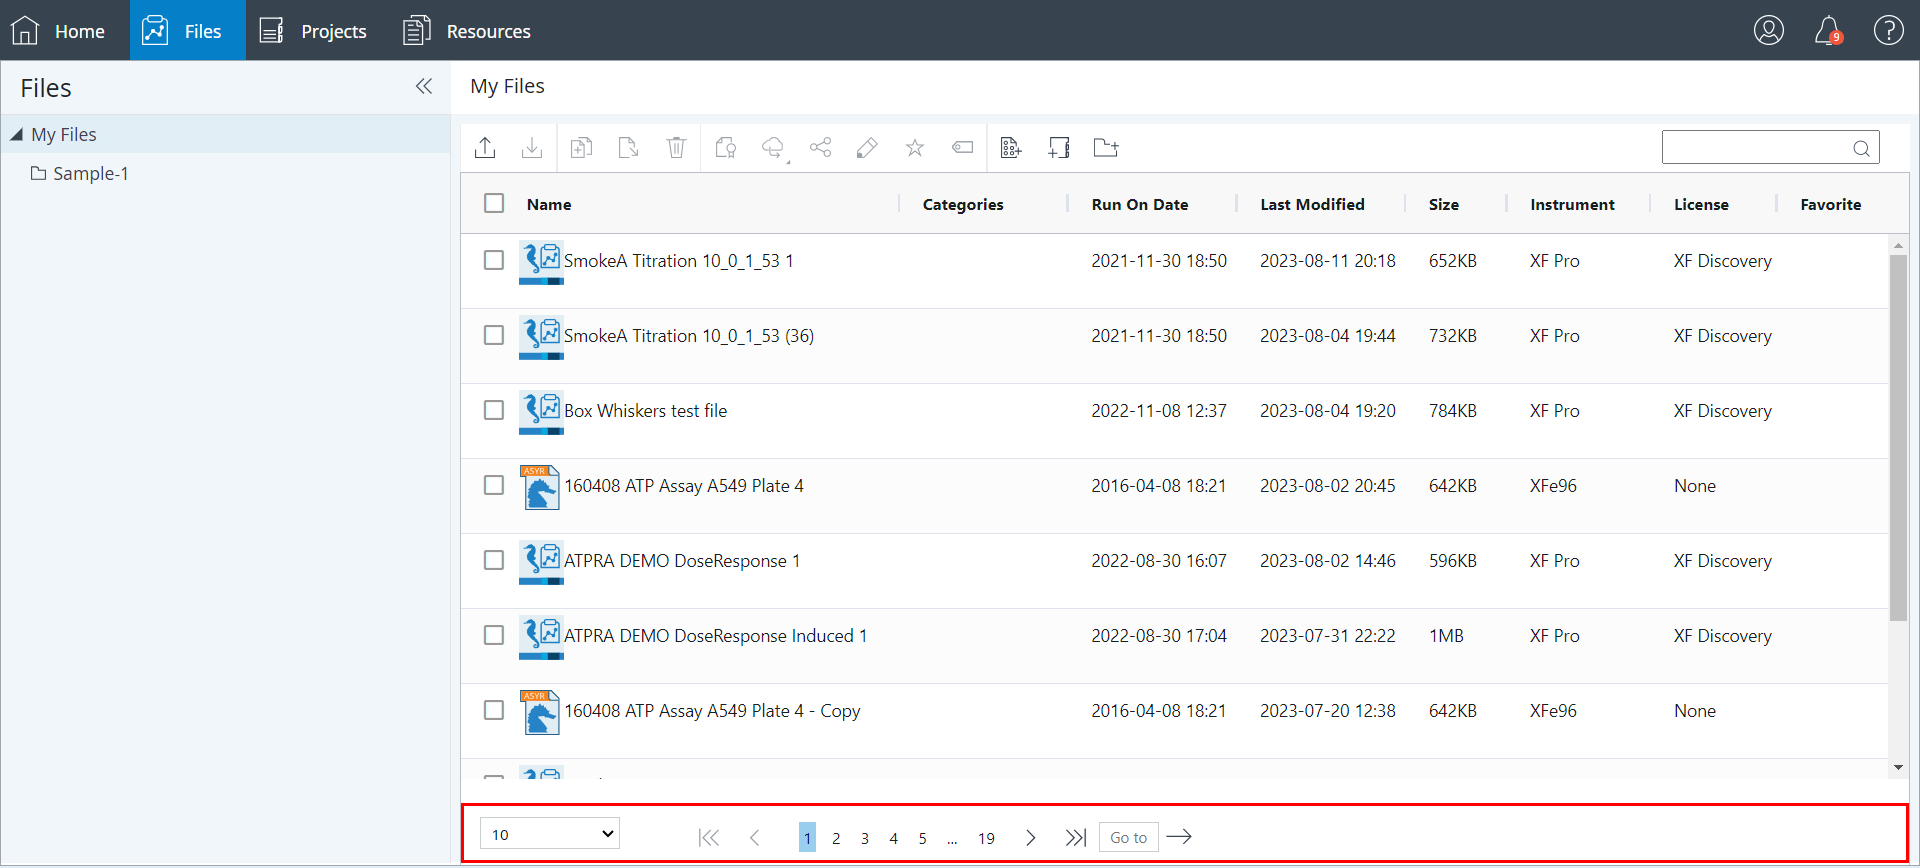 Home Files Projects Resources 9
Files
My Files
My Files
Sample-1
Name Categories Run On Date Last Modified Size Instrument License Favorite
SmokeA Titration 10_0_1_53 1 2021-11-30 18:50 2023-08-11 20:18 652KB XF Pro XF Discovery
SmokeA Titration 10_0_1_53 (36) 2021-11-30 18:50 2023-08-04 19:44 732KB XF Pro XF Discovery
Box Whiskers test file 2022-11-08 12:37 2023-08-04 19:20 784KB XF Pro XF Discovery
ASYR 160408 ATP Assay A549 Plate 4 2016-04-08 18:21 2023-08-02 20:45 642KB XFe96 None
ATPRA DEMO DoseResponse 1 2022-08-30 16:07 2023-08-02 14:46 596KB XF Pro XF Discovery
ATPRA DEMO DoseResponse Induced 1 2022-08-30 17:04 2023-07-31 22:22 1MB XF Pro XF Discovery
ASYR 160408 ATP Assay A549 Plate 4 - Copy 2016-04-08 18:21 2023-07-20 12:38 642KB XFe96 None
10 1 2 3 4 5 ... 19 Go to